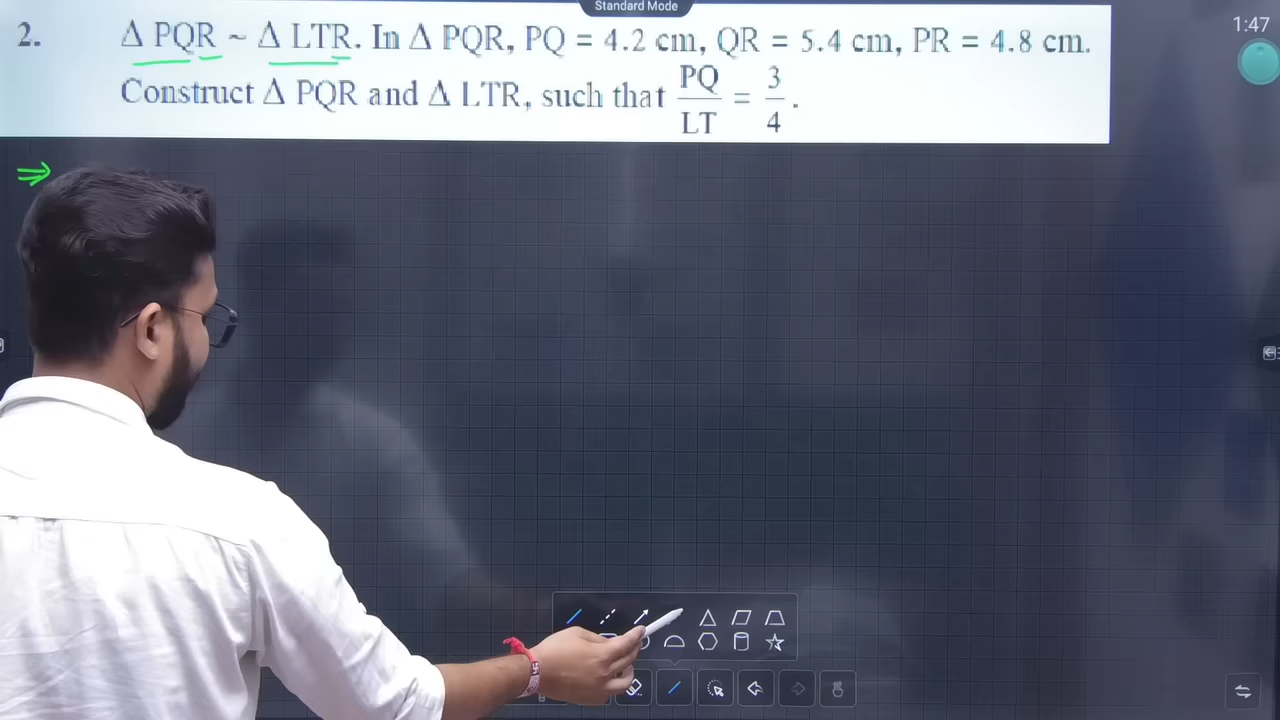 Standard Mode
1:47
2. Δ PQR ~ Δ LTR. In Δ PQR, PQ = 4.2 cm, QR = 5.4 cm, PR = 4.8 cm.
Construct Δ PQR and Δ LTR, such that PQ/LT = 3/4.